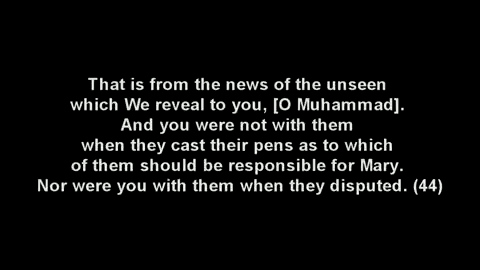 That is from the news of the unseen
which We reveal to you, [O Muhammad].
And you were not with them
when they cast their pens as to which
of them should be responsible for Mary.
Nor were you with them when they disputed. (44)